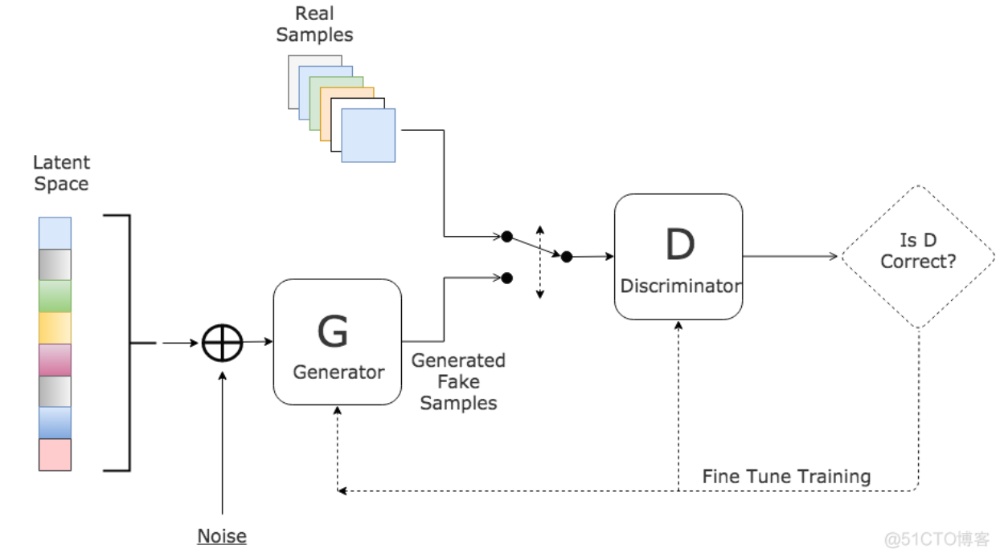 Real
Samples
Latent
Space
D
Discriminator
Is D
Correct?
G
Generator
Generated
Fake
Samples
Fine Tune Training
Noise
@51CTO博客